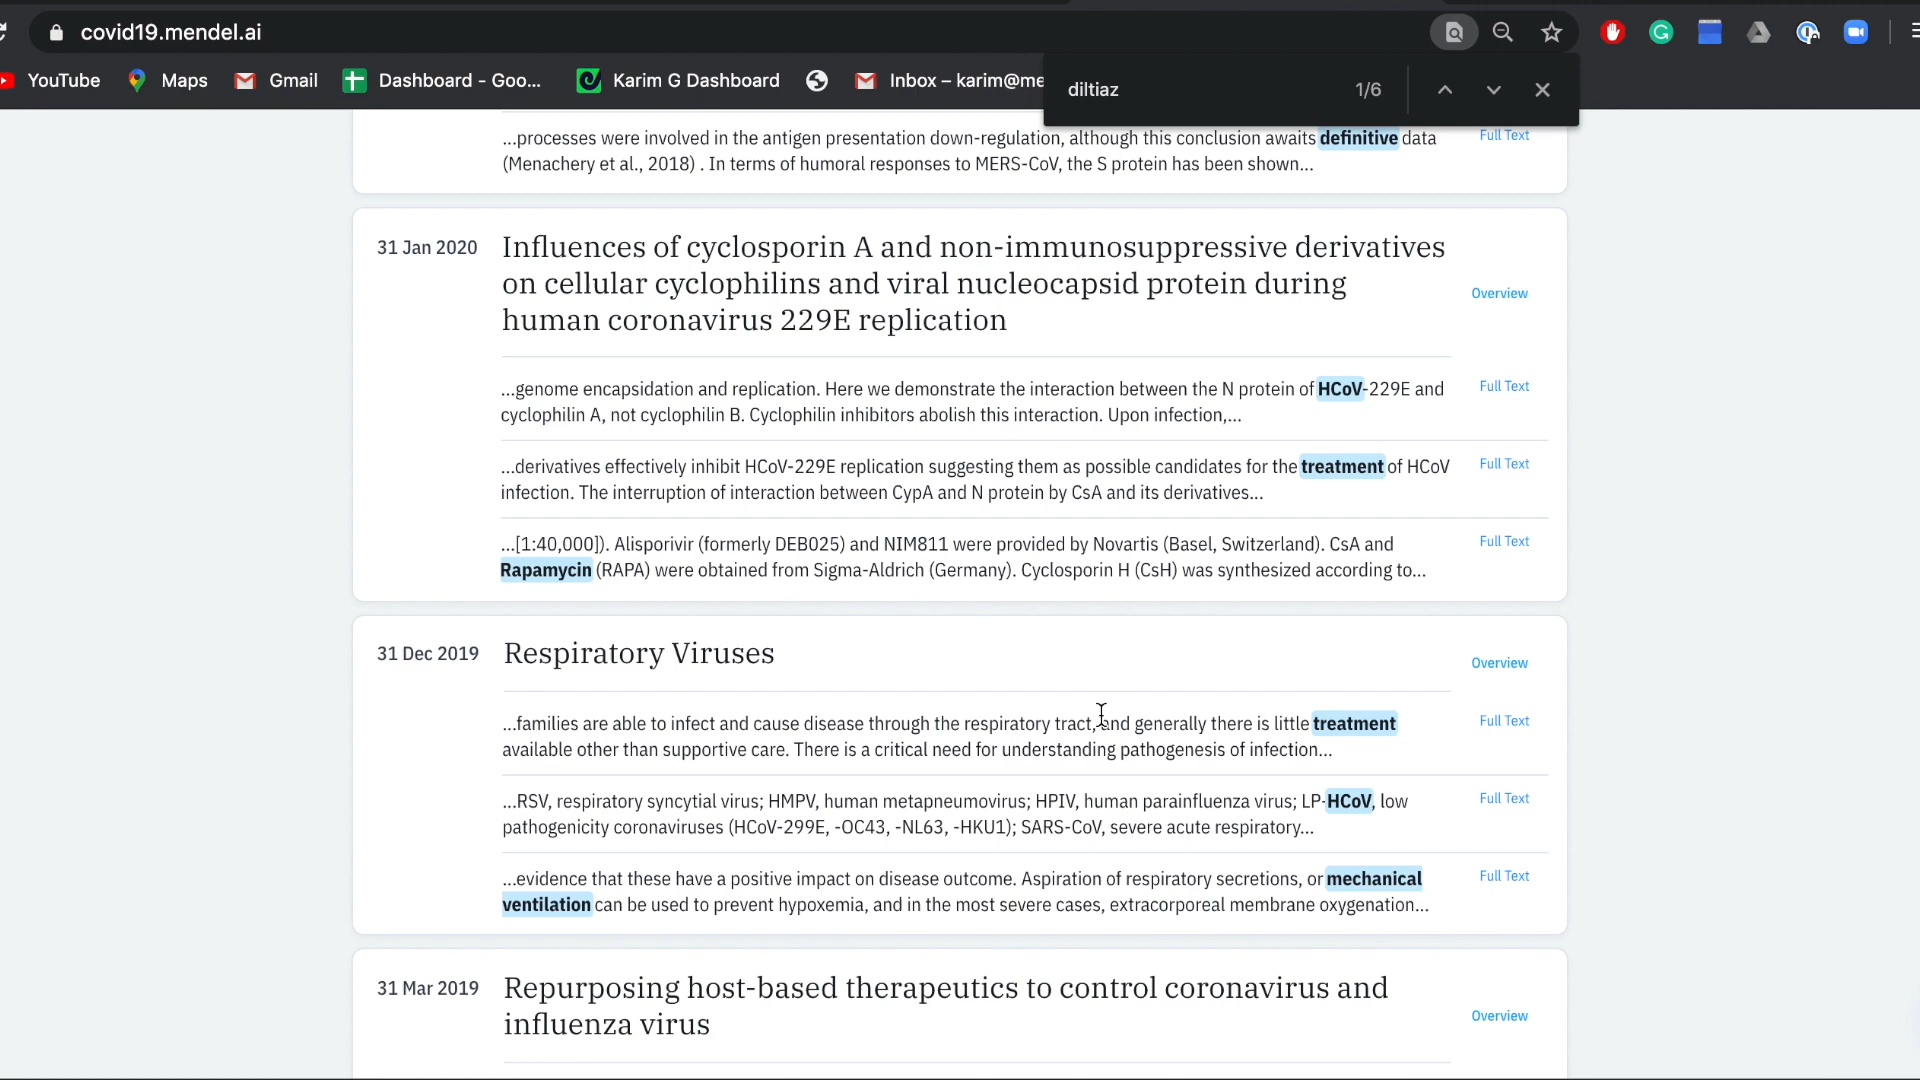 covid19.mendel.ai
YouTube Maps Gmail Dashboard - Goo... Karim G Dashboard Inbox – karim@me
diltiaz 1/6
...processes were involved in the antigen presentation down-regulation, although this conclusion awaits definitive data Full Text
(Menachery et al., 2018) . In terms of humoral responses to MERS-CoV, the S protein has been shown...
31 Jan 2020 Influences of cyclosporin A and non-immunosuppressive derivatives
on cellular cyclophilins and viral nucleocapsid protein during Overview
human coronavirus 229E replication
...genome encapsidation and replication. Here we demonstrate the interaction between the N protein of HCoV-229E and Full Text
cyclophilin A, not cyclophilin B. Cyclophilin inhibitors abolish this interaction. Upon infection,...
...derivatives effectively inhibit HCoV-229E replication suggesting them as possible candidates for the treatment of HCoV Full Text
infection. The interruption of interaction between CypA and N protein by CsA and its derivatives...
...[1:40,000]). Alisporivir (formerly DEB025) and NIM811 were provided by Novartis (Basel, Switzerland). CsA and Full Text
Rapamycin (RAPA) were obtained from Sigma-Aldrich (Germany). Cyclosporin H (CsH) was synthesized according to...
31 Dec 2019 Respiratory Viruses Overview
...families are able to infect and cause disease through the respiratory tract, and generally there is little treatment Full Text
available other than supportive care. There is a critical need for understanding pathogenesis of infection...
...RSV, respiratory syncytial virus; HMPV, human metapneumovirus; HPIV, human parainfluenza virus; LP-HCoV, low Full Text
pathogenicity coronaviruses (HCoV-299E, -OC43, -NL63, -HKU1); SARS-CoV, severe acute respiratory...
...evidence that these have a positive impact on disease outcome. Aspiration of respiratory secretions, or mechanical Full Text
ventilation can be used to prevent hypoxemia, and in the most severe cases, extracorporeal membrane oxygenation...
31 Mar 2019 Repurposing host-based therapeutics to control coronavirus and
influenza virus Overview